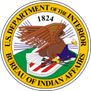 U.S. DEPARTMENT OF THE INTERIOR
1824
BUREAU OF INDIAN AFFAIRS